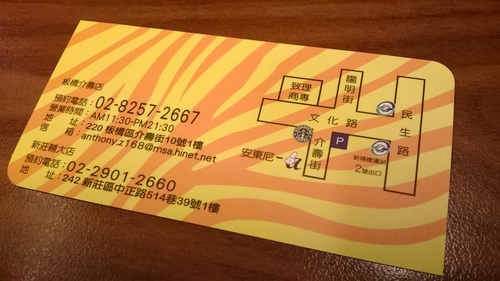 板橋介壽店
預約電話：02-8257-2667
營業時間：AM11:30-PM21:30
地　　址：220 板橋區介壽街10號1樓
信　　箱：anthony.z168@msa.hinet.net
新莊輔大店
預約電話：02-2901-2660
地　　址：242 新莊區中正路514巷39號1樓
致理
商專
陽明街
文化路
民生路
介壽街
P
安東尼
新埔捷運站
2號出口